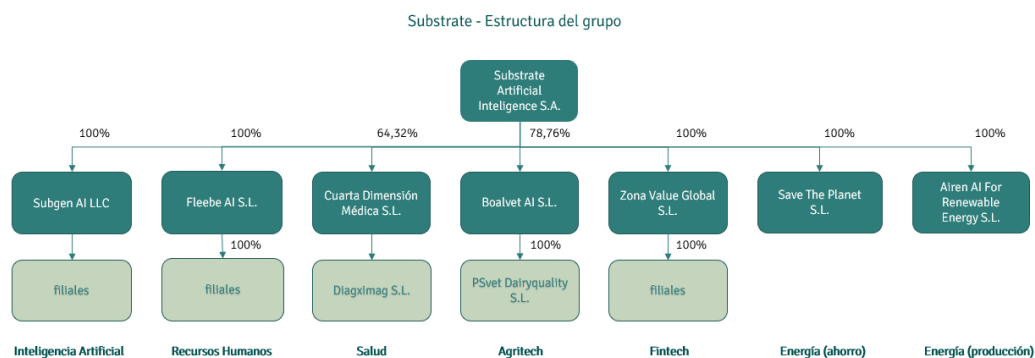 Substrate - Estructura del grupo
Substrate
Artificial
Inteligence S.A.
100%
100%
64,32%
78,76%
100%
100%
100%
Subgen AI LLC
Fleebe AI S.L.
Cuarta Dimensión
Médica S.L.
Boalvet AI S.L.
Zona Value Global
S.L.
Save The Planet
S.L.
Airen AI For
Renewable
Energy S.L.
100%
100%
100%
filiales
filiales
Diagximag S.L.
PSvet Dairyquality
S.L.
filiales
Inteligencia Artificial
Recursos Humanos
Salud
Agritech
Fintech
Energía (ahorro)
Energía (producción)